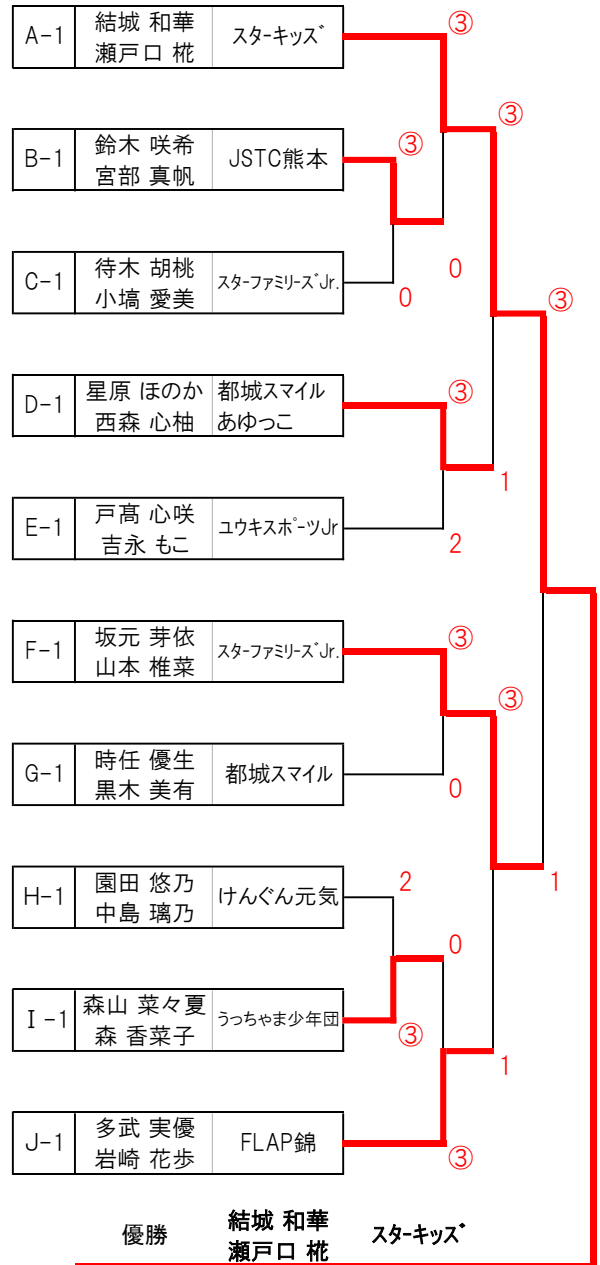 A-1 結城 和華 スターキッズ ③
瀬戸口 椛
③
B-1 鈴木 咲希 JSTC熊本 ③
宮部 真帆
0
C-1 待木 胡桃 スターファミリーズJr. 0
小塙 愛美
③
D-1 星原 ほのか 都城スマイル ③
西森 心柚 あゆっこ
1
E-1 戸髙 心咲 ユウキスポーツJr 2
吉永 もこ
F-1 坂元 芽依 スターファミリーズJr. ③
山本 椎菜
③
G-1 時任 優生 都城スマイル 0
黒木 美有
H-1 園田 悠乃 けんぐん元気 2 1
中島 璃乃
0
I-1 森山 菜々夏 うっちゃま少年団 ③
森 香菜子
1
J-1 多武 実優 FLAP錦 ③
岩崎 花歩
優勝 結城 和華 スターキッズ
瀬戸口 椛